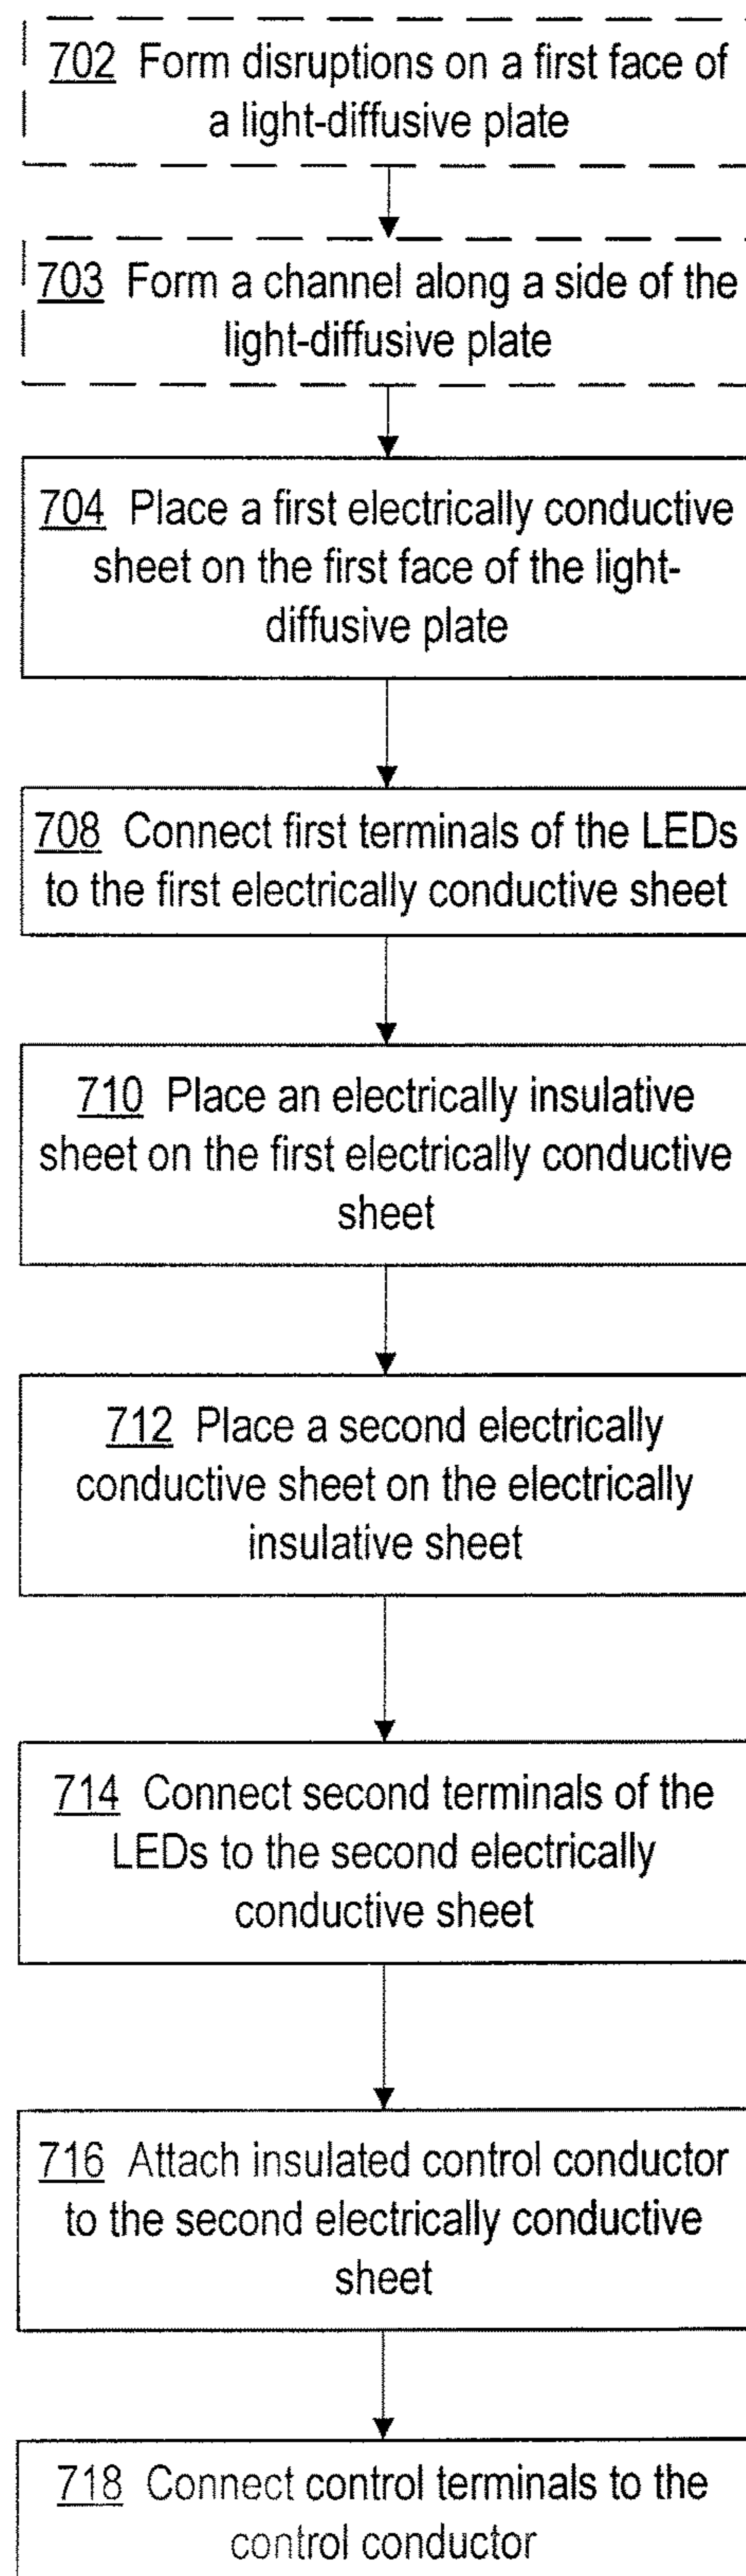 702 Form disruptions on a first face of
a light-diffusive plate
703 Form a channel along a side of the
light-diffusive plate
704 Place a first electrically conductive
sheet on the first face of the light-
diffusive plate
708 Connect first terminals of the LEDs
to the first electrically conductive sheet
710 Place an electrically insulative
sheet on the first electrically conductive
sheet
712 Place a second electrically
conductive sheet on the electrically
insulative sheet
714 Connect second terminals of the
LEDs to the second electrically
conductive sheet
716 Attach insulated control conductor
to the second electrically conductive
sheet
718 Connect control terminals to the
control conductor